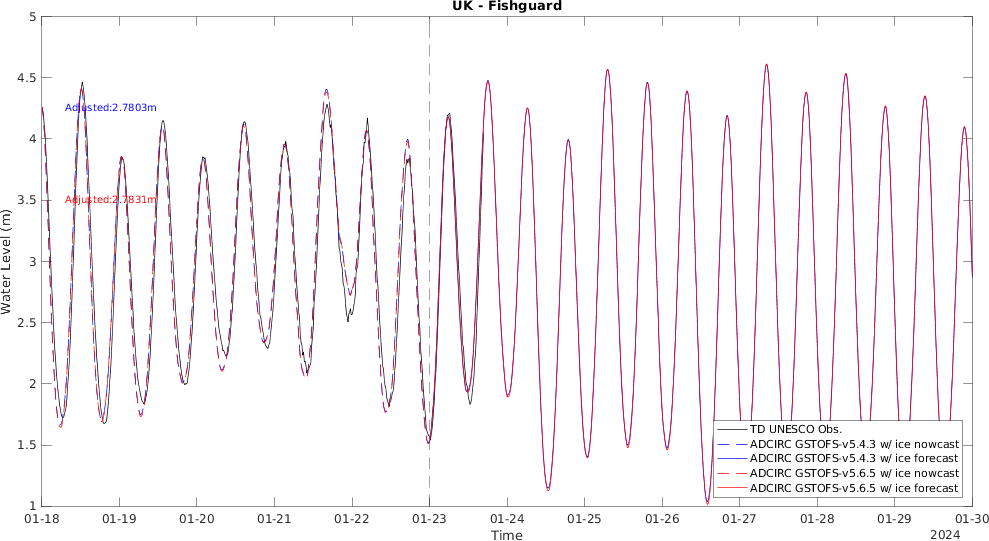 UK - Fishguard
5
4.5
4
3.5
3
2.5
2
1.5
1
Water Level (m)
Adjusted:2.7803m
Adjusted:2.7831m
TD UNESCO Obs.
ADCIRC GSTOFS-v5.4.3 w/ ice nowcast
ADCIRC GSTOFS-v5.4.3 w/ ice forecast
ADCIRC GSTOFS-v5.6.5 w/ ice nowcast
ADCIRC GSTOFS-v5.6.5 w/ ice forecast
01-18 01-19 01-20 01-21 01-22 01-23 01-24 01-25 01-26 01-27 01-28 01-29 01-30
Time
2024